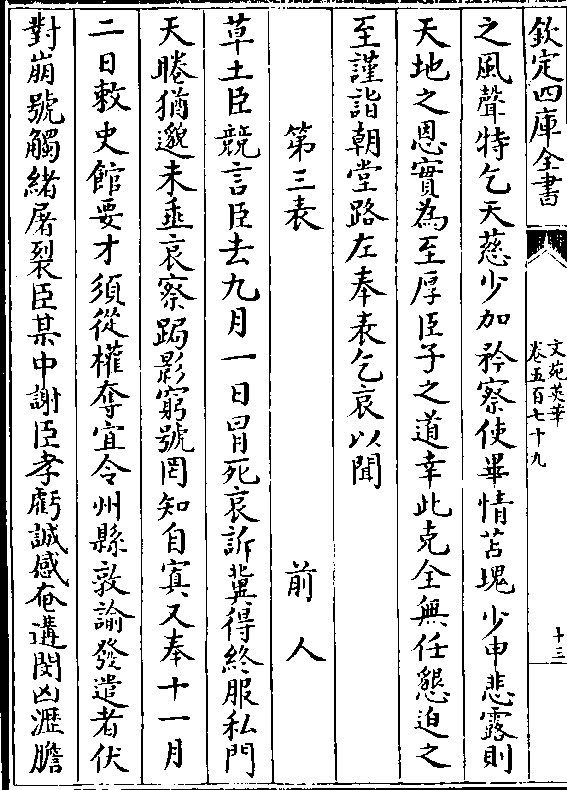 欽定四庫全書
文苑英華
卷五百七十九
十三
之風聲特乞天慈少加矜察使畢情苫塊少申悲露則
天地之恩實為至厚臣子之道幸此克全無任懇迫之
至謹詣朝堂路左奉表乞哀以聞
第三表 前人
草土臣競言臣去九月一日冒死哀訴冀得終服私門
天睠猶邈未垂哀察跼影窮號罔知自寘又奉十一月
二日敕史館要才須從權奪宜令州縣敦諭發遣者伏
對崩號觸緒屠裂臣某中謝臣孝虧誠感奄遘閔凶瀝膽